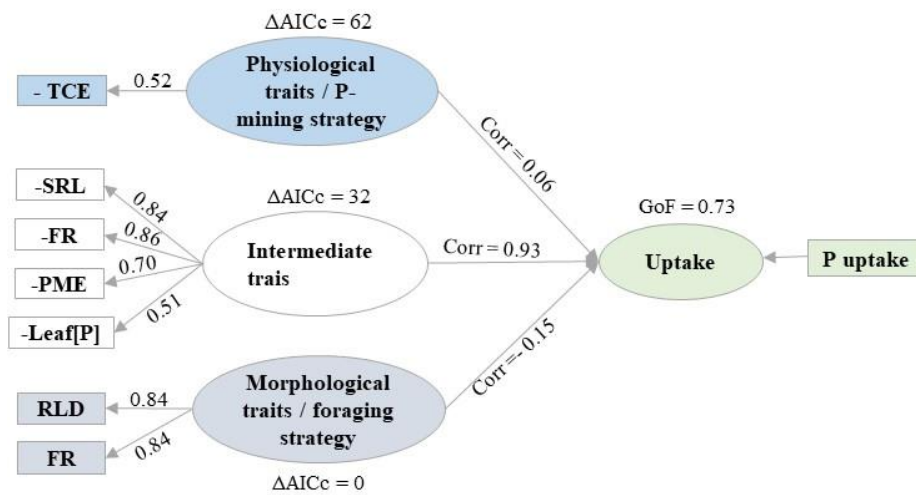 ΔAICc = 62
Physiological
traits / P-
mining strategy
- TCE
0.52
Corr = 0.06
-SRL
-FR
-PME
-Leaf[P]
0.84
0.86
0.70
0.51
ΔAICc = 32
Intermediate
trais
Corr = 0.93
GoF = 0.73
Uptake
P uptake
Corr =- 0.15
Morphological
traits / foraging
strategy
RLD
0.84
FR
0.84
ΔAICc = 0